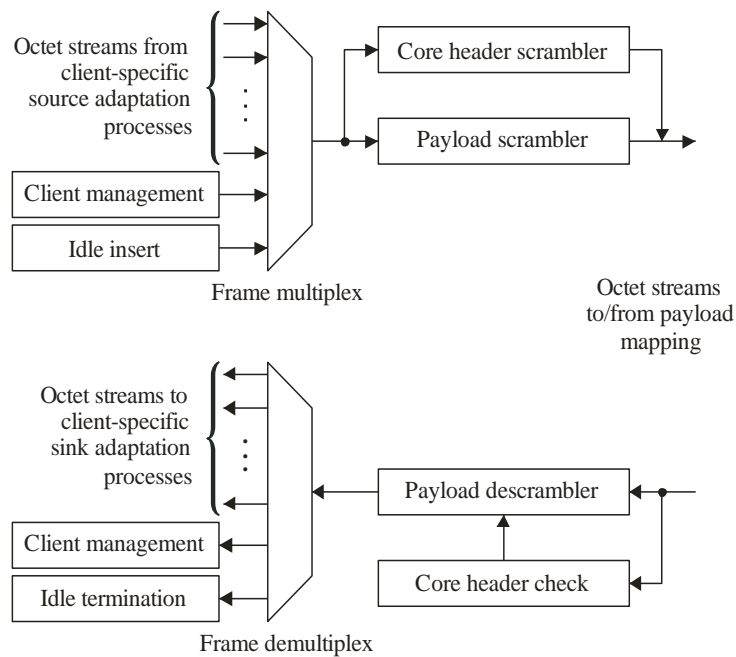 Octet streams from
client-specific
source adaptation
processes
Core header scrambler
Payload scrambler
Client management
Idle insert
Frame multiplex
Octet streams
to/from payload
mapping
Octet streams to
client-specific
sink adaptation
processes
Payload descrambler
Client management
Core header check
Idle termination
Frame demultiplex